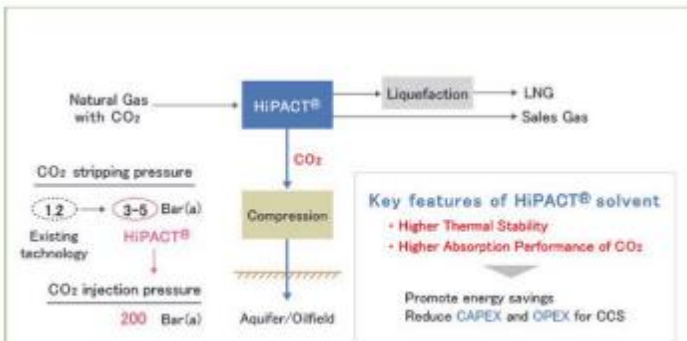 Natural Gas
with CO₂
HiPACT®
Liquefaction
LNG
Sales Gas
CO₂
CO₂ stripping pressure
1.2
3-5 Bar(a)
Existing
technology
HiPACT®
CO₂ injection pressure
200 Bar(a)
Compression
Aquifer/Oilfield
Key features of HiPACT® solvent
・Higher Thermal Stability
・Higher Absorption Performance of CO₂
Promote energy savings
Reduce CAPEX and OPEX for CCS